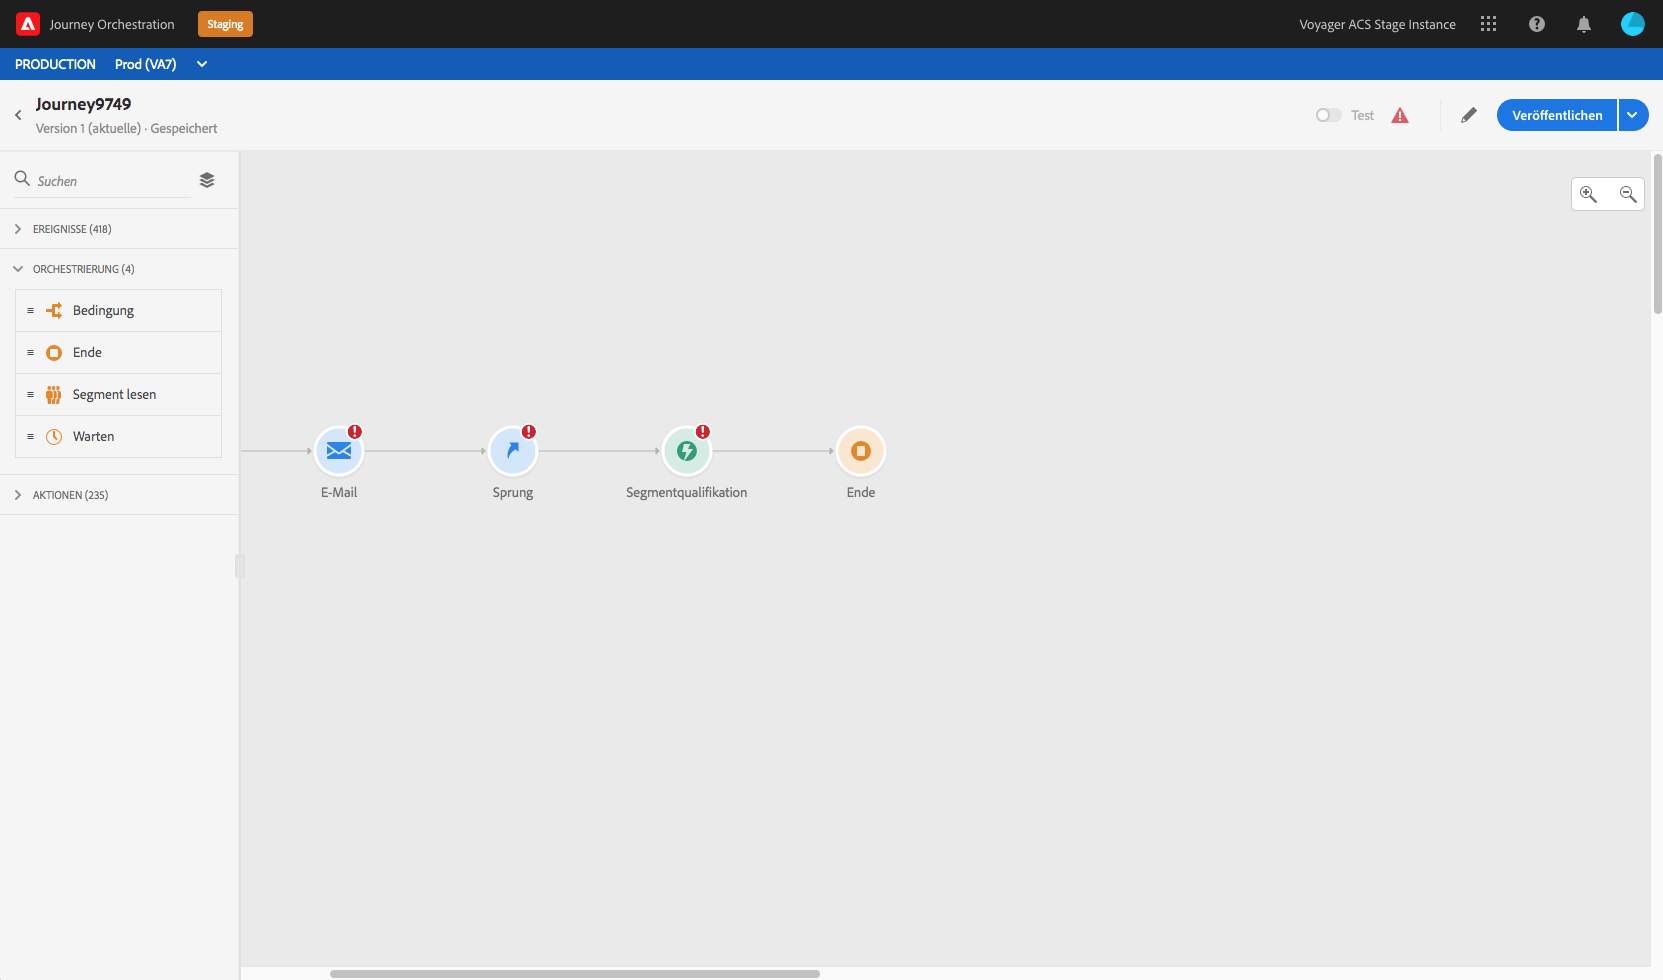 Journey Orchestration
Staging
Voyager ACS Stage Instance
PRODUCTION Prod (VA7)
Journey9749
Version 1 (aktuelle) · Gespeichert
Test
Veröffentlichen
Suchen
EREIGNISSE (418)
ORCHESTRIERUNG (4)
Bedingung
Ende
Segment lesen
Warten
AKTIONEN (235)
E-Mail
Sprung
Segmentqualifikation
Ende